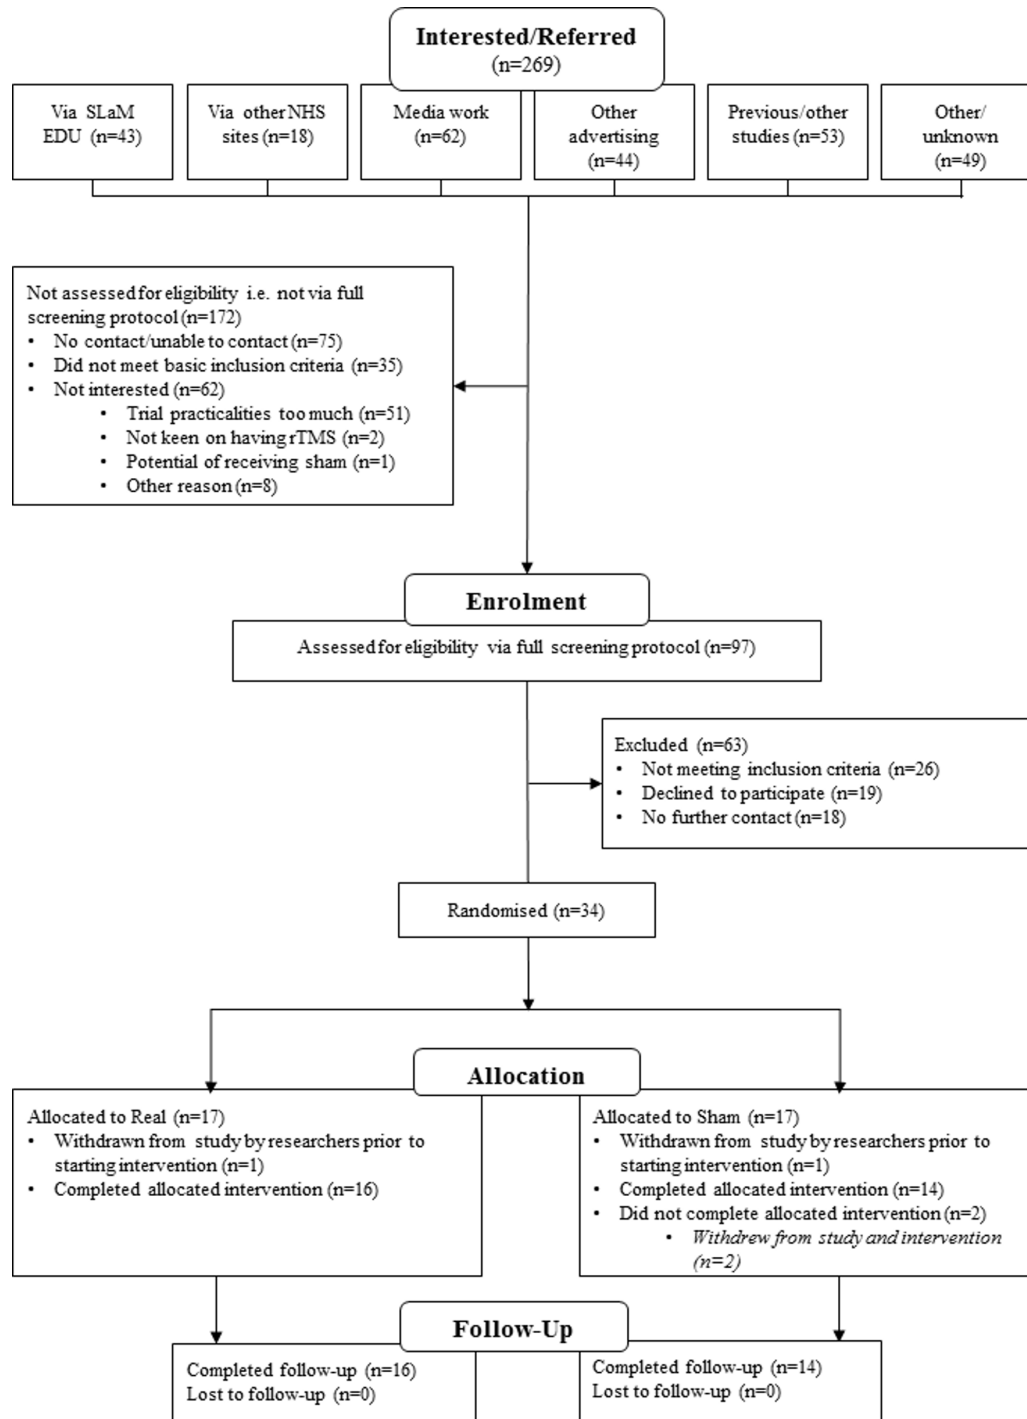 Interested/Referred
(n=269)
Via SLaM
EDU (n=43)
Via other NHS
sites (n=18)
Media work
(n=62)
Other
advertising
(n=44)
Previous/other
studies (n=53)
Other/
unknown
(n=49)
Not assessed for eligibility i.e. not via full
screening protocol (n=172)
• No contact/unable to contact (n=75)
• Did not meet basic inclusion criteria (n=35)
• Not interested (n=62)
• Trial practicalities too much (n=51)
• Not keen on having rTMS (n=2)
• Potential of receiving sham (n=1)
• Other reason (n=8)
Enrolment
Assessed for eligibility via full screening protocol (n=97)
Excluded (n=63)
• Not meeting inclusion criteria (n=26)
• Declined to participate (n=19)
• No further contact (n=18)
Randomised (n=34)
Allocation
Allocated to Real (n=17)
• Withdrawn from study by researchers prior to
starting intervention (n=1)
• Completed allocated intervention (n=16)
Allocated to Sham (n=17)
• Withdrawn from study by researchers prior to
starting intervention (n=1)
• Completed allocated intervention (n=14)
• Did not complete allocated intervention (n=2)
• Withdrew from study and intervention
(n=2)
Follow-Up
Completed follow-up (n=16)
Lost to follow-up (n=0)
Completed follow-up (n=14)
Lost to follow-up (n=0)